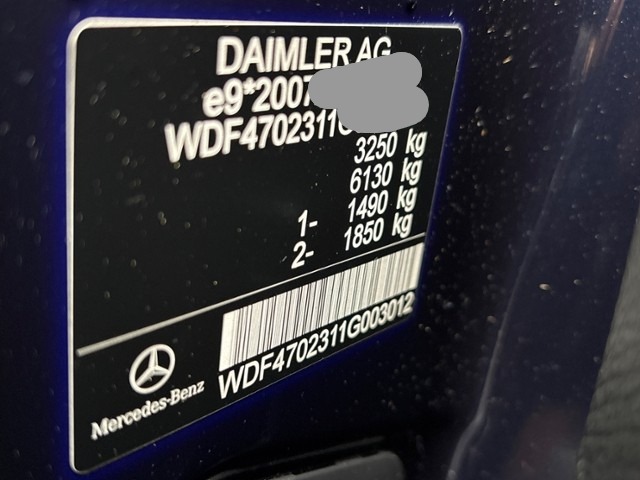 DAIMLER AG
e9*2007
WDF4702311G
3250 kg
6130 kg
1- 1490 kg
2- 1850 kg
WDF4702311G003012
Mercedes-Benz